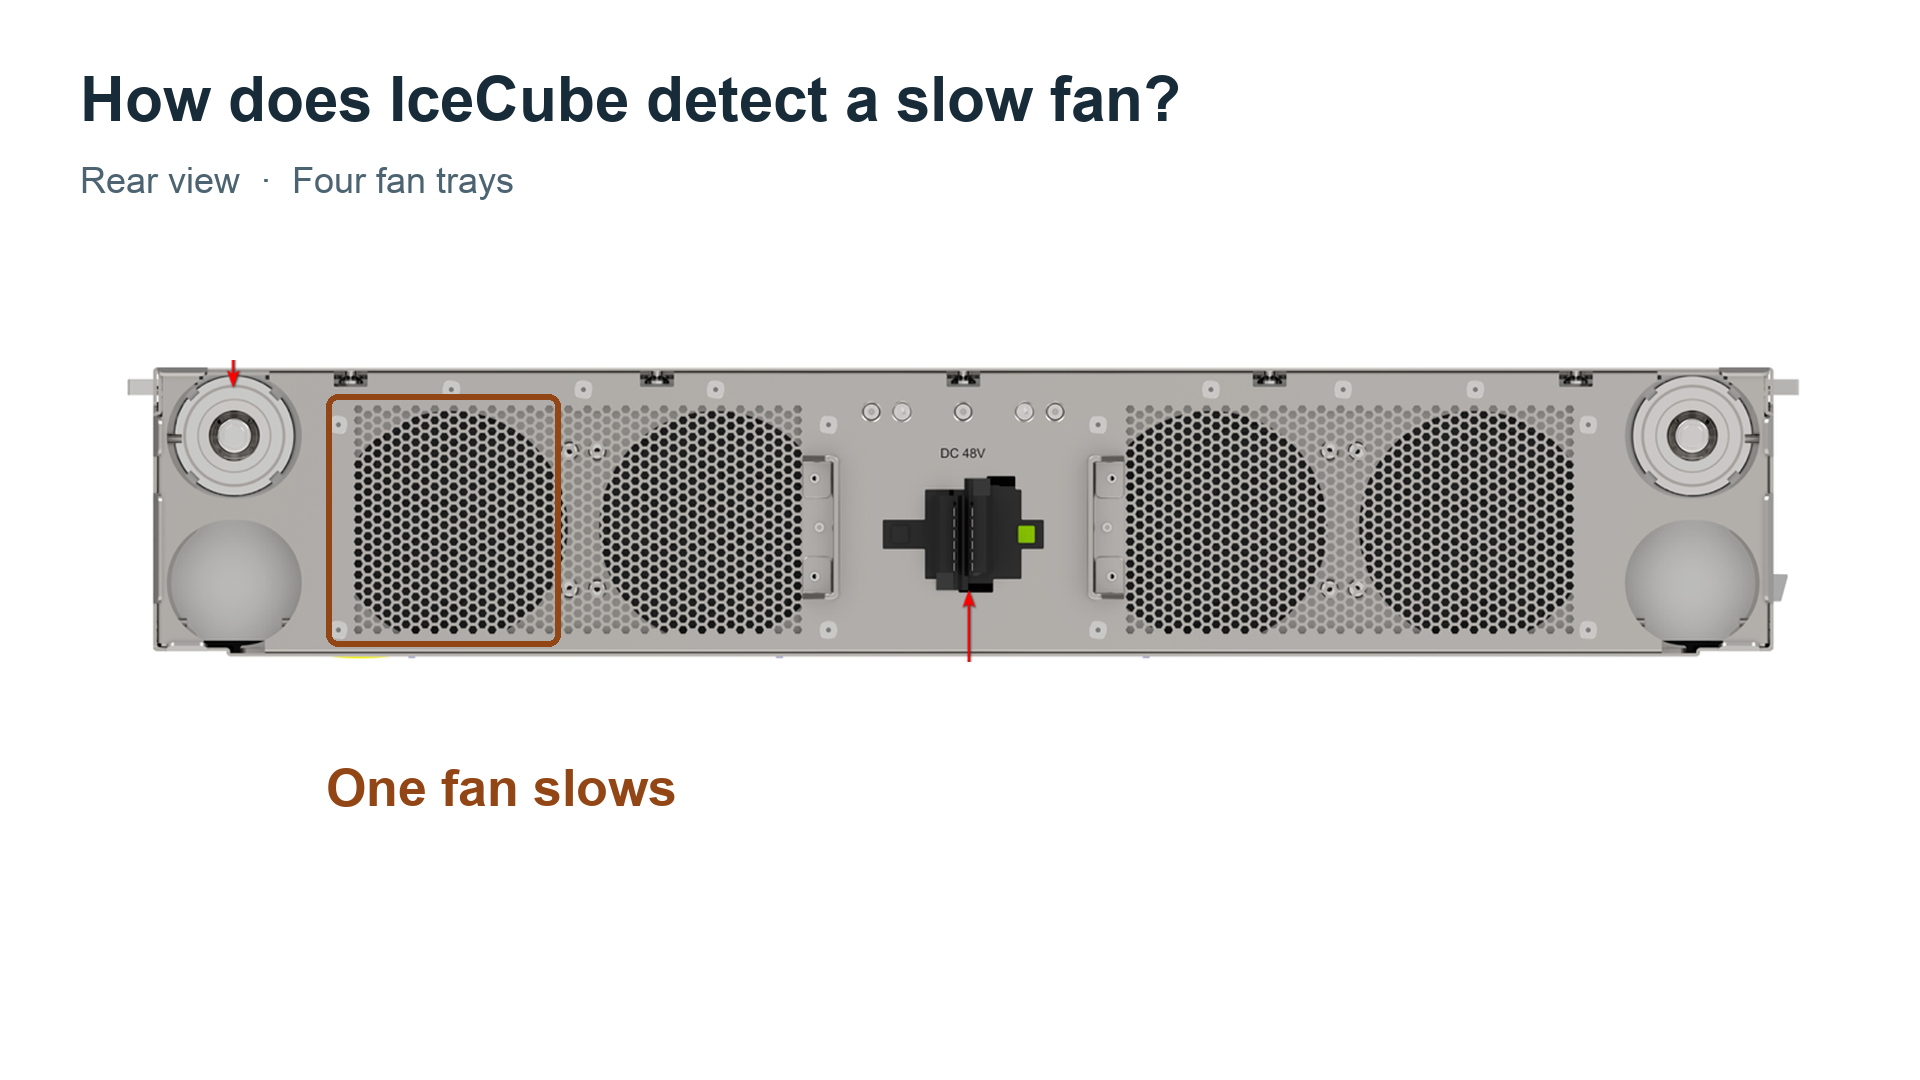 How does IceCube detect a slow fan?
Rear view · Four fan trays
DC 48V
One fan slows